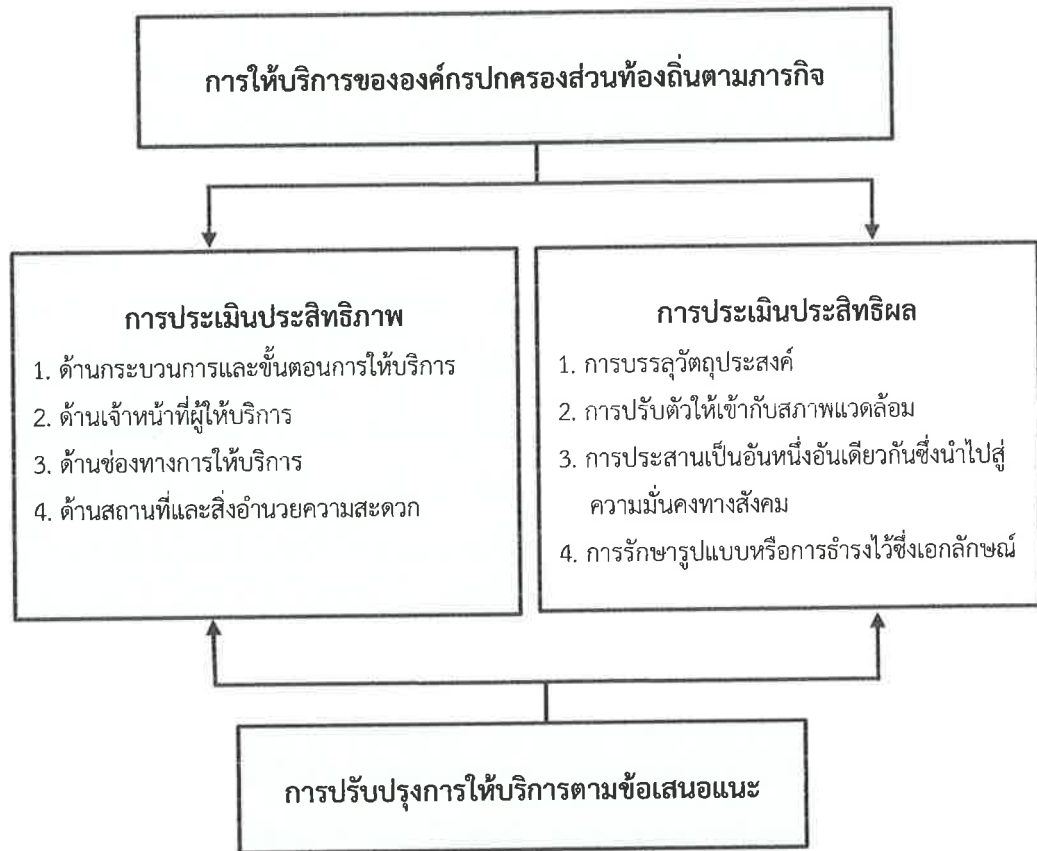 การให้บริการขององค์กรปกครองส่วนท้องถิ่นตามภารกิจ
การประเมินประสิทธิภาพ
1. ด้านกระบวนการและขั้นตอนการให้บริการ
2. ด้านเจ้าหน้าที่ผู้ให้บริการ
3. ด้านช่องทางการให้บริการ
4. ด้านสถานที่และสิ่งอำนวยความสะดวก
การประเมินประสิทธิผล
1. การบรรลุวัตถุประสงค์
2. การปรับตัวให้เข้ากับสภาพแวดล้อม
3. การประสานเป็นอันหนึ่งอันเดียวกันซึ่งนำไปสู่
ความมั่นคงทางสังคม
4. การรักษารูปแบบหรือการธำรงไว้ซึ่งเอกลักษณ์
การปรับปรุงการให้บริการตามข้อเสนอแนะ